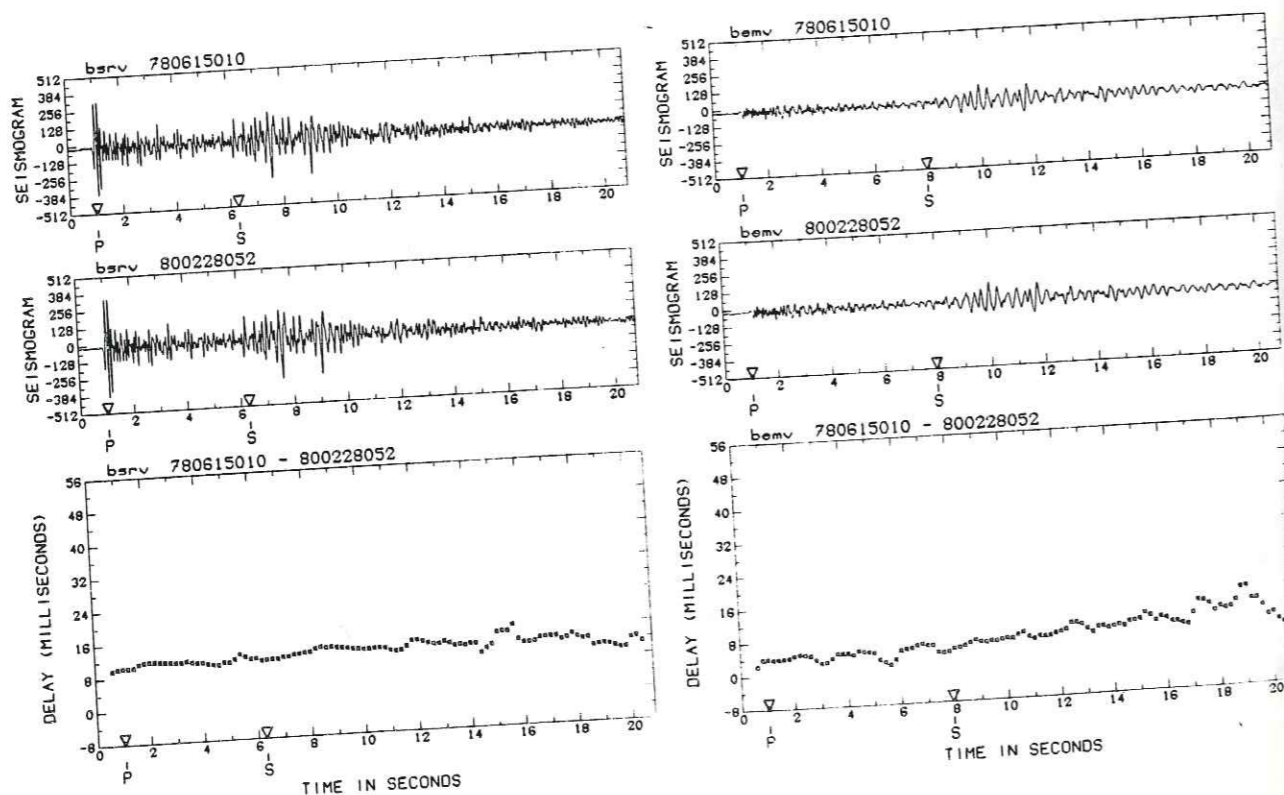 bsrv 780615010
SEISMOGRAM
512
384
256
128
0
-128
-256
-384
-512
0 2 4 6 8 10 12 14 16 18 20
P
S
bsrv 800228052
SEISMOGRAM
512
384
256
128
0
-128
-256
-384
-512
0 2 4 6 8 10 12 14 16 18 20
P
S
bsrv 780615010 - 800228052
DELAY (MILLISECONDS)
56
48
40
32
24
16
8
0
-8
0 2 4 6 8 10 12 14 16 18 20
P
S
TIME IN SECONDS
bemv 780615010
SEISMOGRAM
512
384
256
128
0
-128
-256
-384
-512
0 2 4 6 8 10 12 14 16 18 20
P
S
bemv 800228052
SEISMOGRAM
512
384
256
128
0
-128
-256
-384
-512
0 2 4 6 8 10 12 14 16 18 20
P
S
bemv 780615010 - 800228052
DELAY (MILLISECONDS)
56
48
40
32
24
16
8
0
-8
0 2 4 6 8 10 12 14 16 18 20
P
S
TIME IN SECONDS